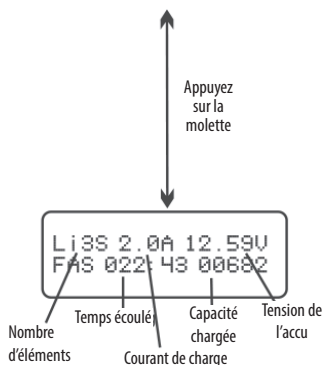 Appuyez
sur la
molette
Li3S 2.0A 12.59V
FAS 022:43 00682
Nombre
d'éléments
Temps écoulé
Courant de charge
Capacité
chargée
Tension de
l'accu